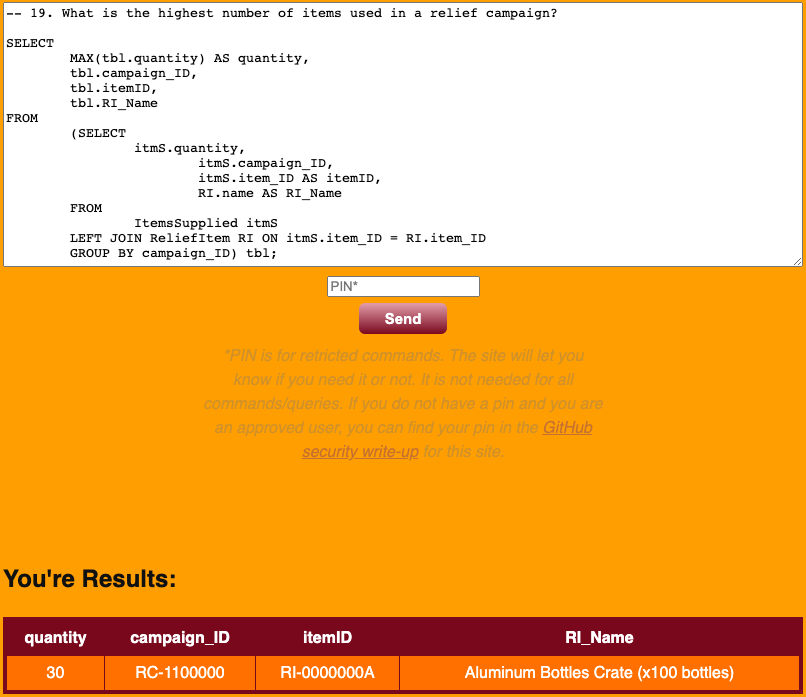 -- 19. What is the highest number of items used in a relief campaign?
SELECT
MAX(tbl.quantity) AS quantity,
tbl.campaign_ID,
tbl.itemID,
tbl.RI_Name
FROM
(SELECT
itmS.quantity,
itmS.campaign_ID,
itmS.item_ID AS itemID,
RI.name AS RI_Name
FROM
ItemsSupplied itmS
LEFT JOIN ReliefItem RI ON itmS.item_ID = RI.item_ID
GROUP BY campaign_ID) tbl;
PIN*
Send
*PIN is for retricted commands. The site will let you
know if you need it or not. It is not needed for all
commands/queries. If you do not have a pin and you are
an approved user, you can find your pin in the GitHub
security write-up for this site.
You're Results:
quantity campaign_ID itemID RI_Name
30 RC-1100000 RI-0000000A Aluminum Bottles Crate (x100 bottles)